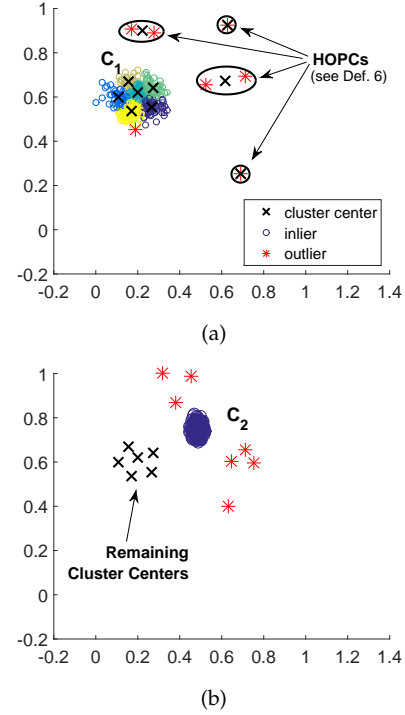 1
C1
HOPCs
(see Def. 6)
0.8
0.6
0.4
0.2
0
-0.2
cluster center
inlier
outlier
-0.2 0 0.2 0.4 0.6 0.8 1 1.2 1.4
(a)
1
C2
0.8
0.6
0.4
0.2
0
-0.2
Remaining
Cluster Centers
-0.2 0 0.2 0.4 0.6 0.8 1 1.2 1.4
(b)